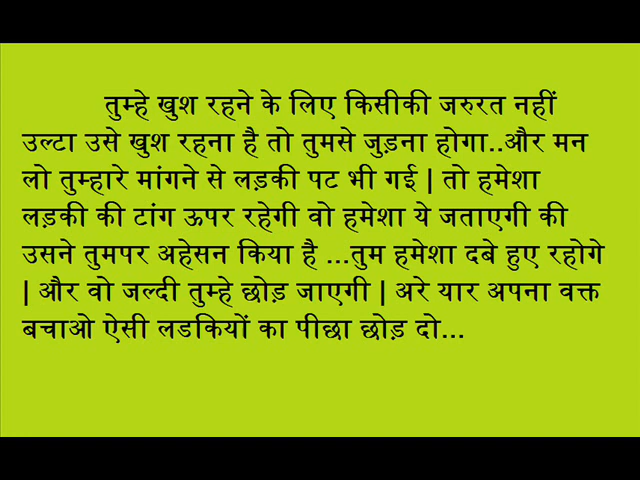 तुम्हे खुश रहने के लिए किसीकी जरुरत नहीं
उल्टा उसे खुश रहना है तो तुमसे जुड़ना होगा..और मन
लो तुम्हारे मांगने से लड़की पट भी गई | तो हमेशा
लड़की की टांग ऊपर रहेगी वो हमेशा ये जताएगी की
उसने तुमपर अहेसन किया है ...तुम हमेशा दबे हुए रहोगे
| और वो जल्दी तुम्हे छोड़ जाएगी | अरे यार अपना वक्त
बचाओ ऐसी लडकियों का पीछा छोड़ दो...